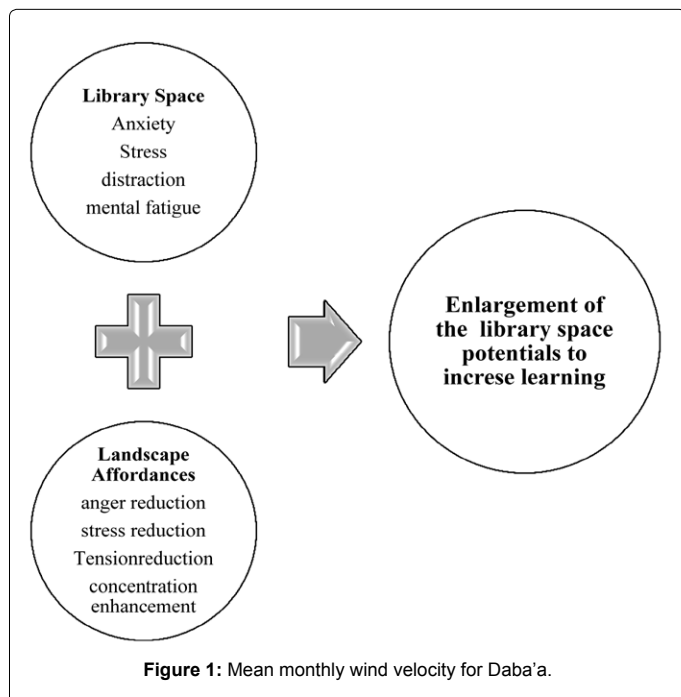 Library Space
Anxiety
Stress
distraction
mental fatigue
Landscape
Affordances
anger reduction
stress reduction
Tensionreduction
concentration
enhancement
Enlargement of
the library space
potentials to
increse learning
Figure 1: Mean monthly wind velocity for Daba'a.